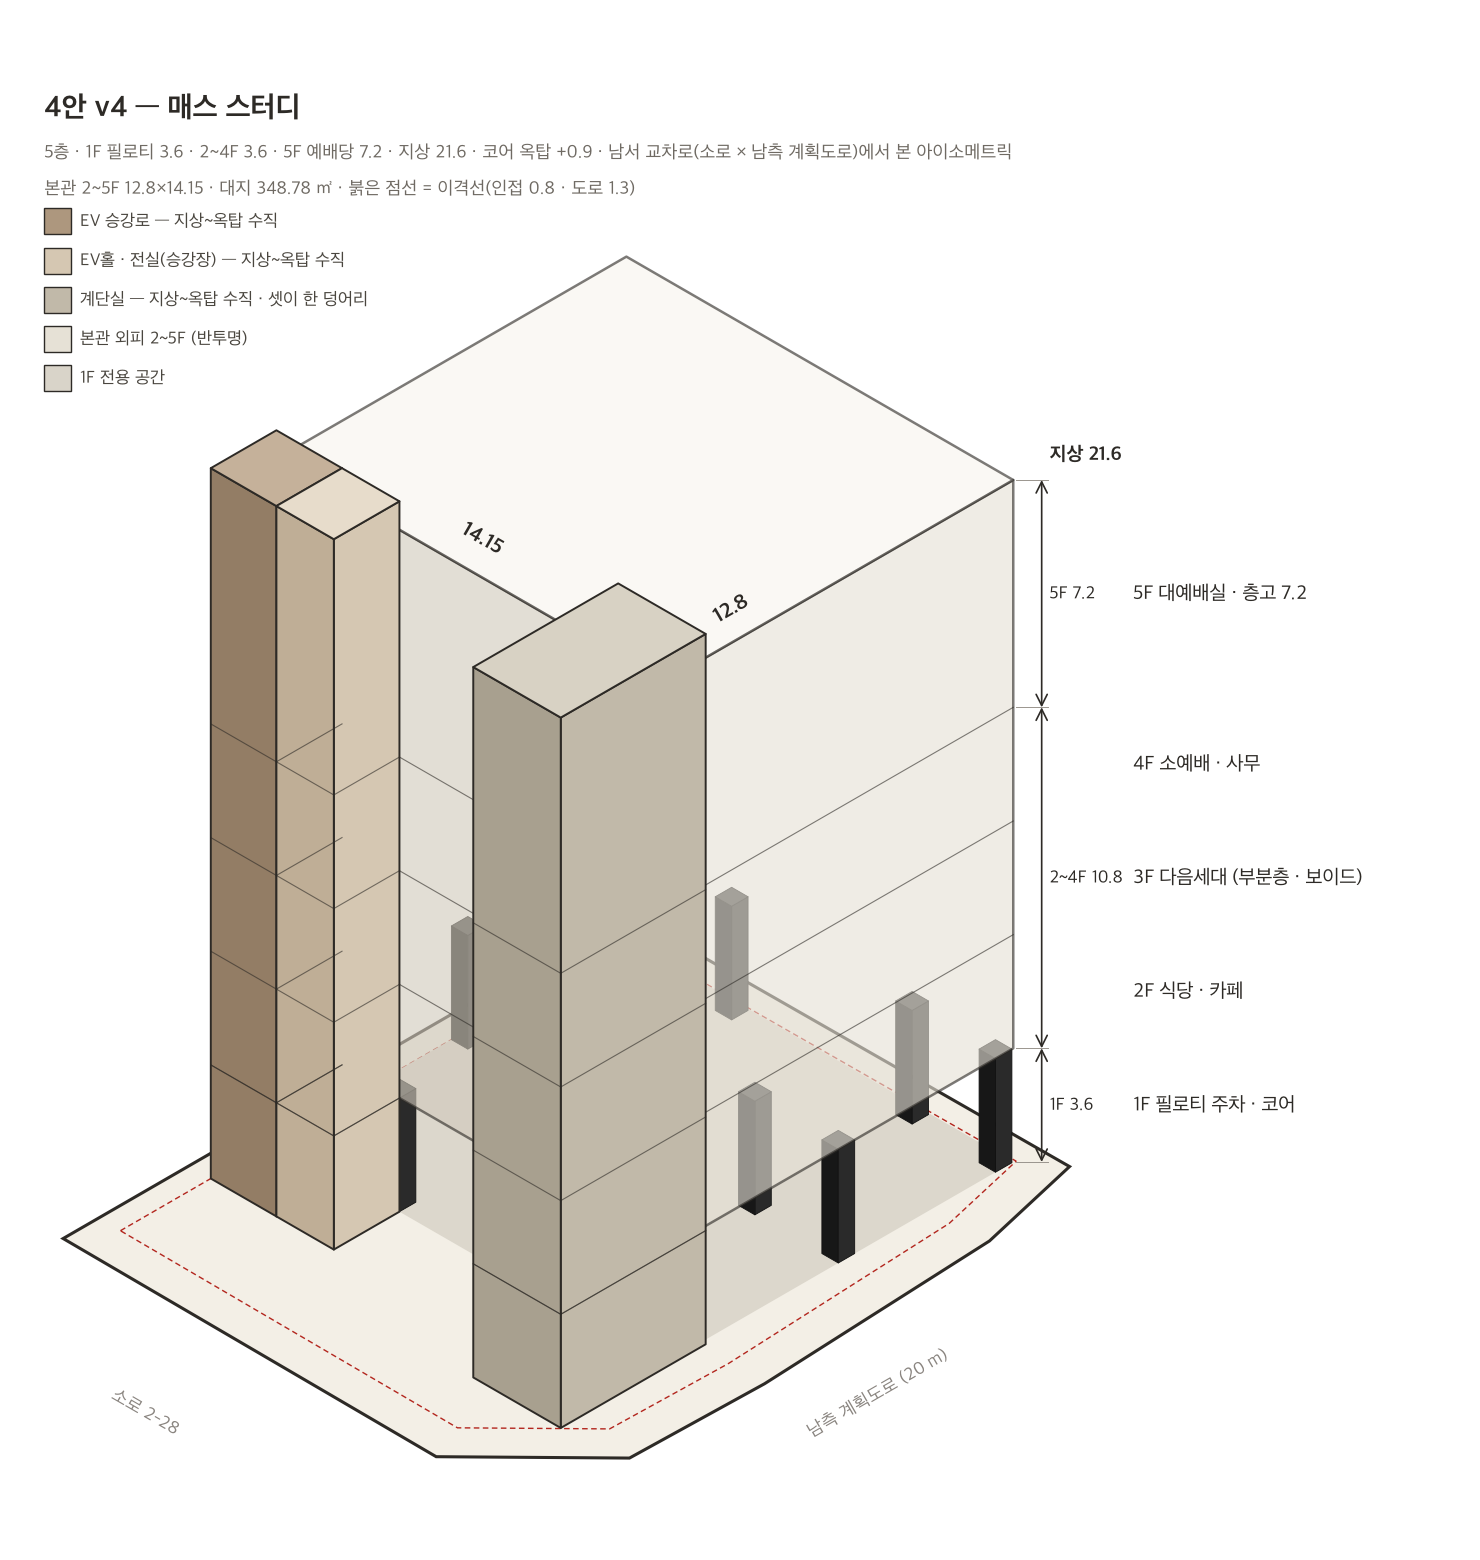 4안 v4 — 매스 스터디
5층 · 1F 필로티 3.6 · 2~4F 3.6 · 5F 예배당 7.2 · 지상 21.6 · 코어 옥탑 +0.9 · 남서 교차로(소로 × 남측 계획도로)에서 본 아이소메트릭
본관 2~5F 12.8×14.15 · 대지 348.78 ㎡ · 붉은 점선 = 이격선(인접 0.8 · 도로 1.3)
EV 승강로 — 지상~옥탑 수직
EV홀 · 전실(승강장) — 지상~옥탑 수직
계단실 — 지상~옥탑 수직 · 셋이 한 덩어리
본관 외피 2~5F (반투명)
1F 전용 공간
지상 21.6
14.15
12.8
5F 7.2
5F 대예배실 · 층고 7.2
4F 소예배 · 사무
2~4F 10.8
3F 다음세대 (부분층 · 보이드)
2F 식당 · 카페
1F 3.6
1F 필로티 주차 · 코어
소로 2-28
남측 계획도로 (20 m)